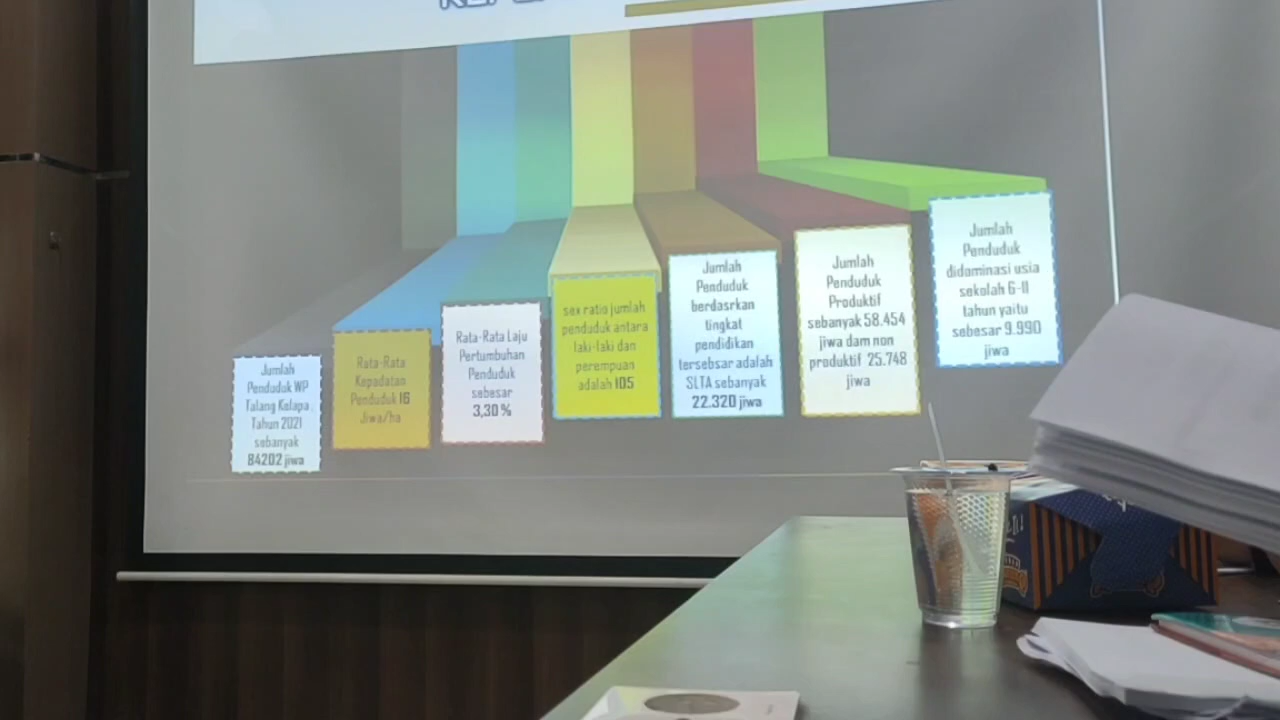 Jumlah
Penduduk WP
Talang Kelapa
Tahun 2021
sebanyak
84202 jiwa
Rata-Rata
Kepadatan
Penduduk 16
Jiwa/ha
Rata-Rata Laju
Pertumbuhan
Penduduk
sebesar
3,30 %
sex ratio jumlah
penduduk antara
laki-laki dan
perempuan
adalah 105
Jumlah
Penduduk
berdasrkan
tingkat
pendidikan
tersebsar adalah
SLTA sebanyak
22.320 jiwa
Jumlah
Penduduk
Produktif
sebanyak 58.454
jiwa dam non
produktif 25.748
jiwa
Jumlah
Penduduk
didominasi usia
sekolah 6-11
tahun yaitu
sebesar 9.990
jiwa